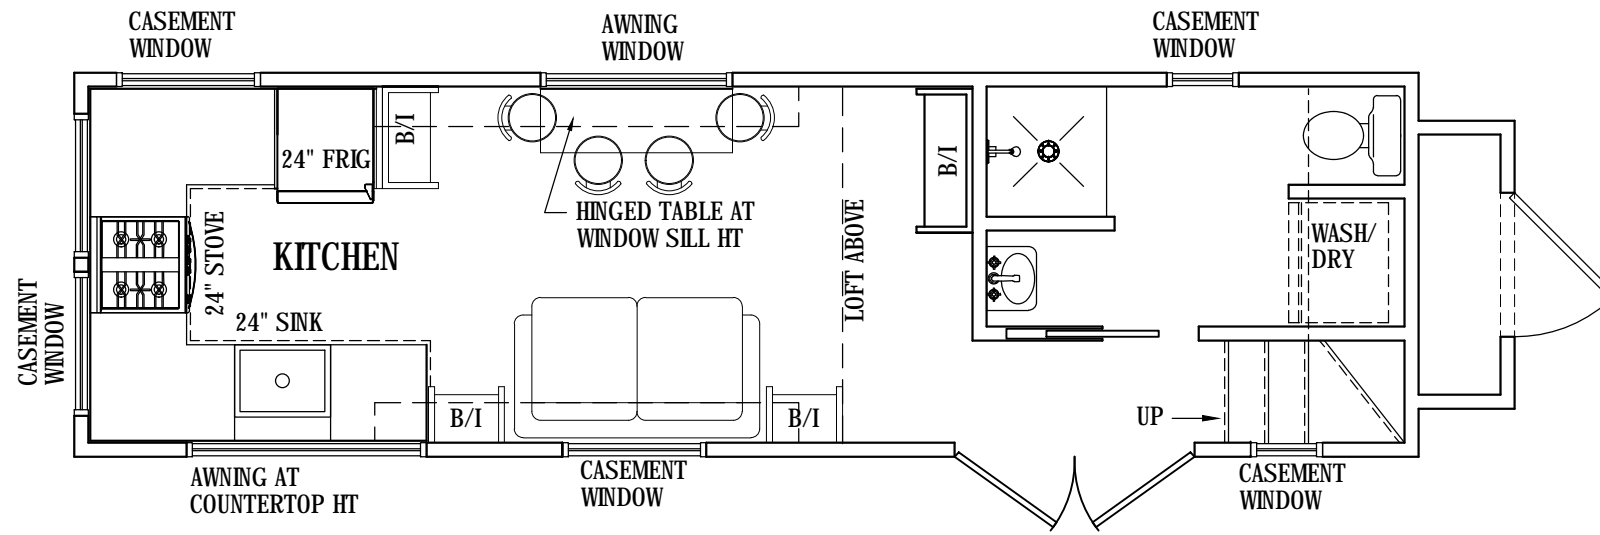 CASEMENT
WINDOW
AWNING
WINDOW
CASEMENT
WINDOW
24" FRIG
B/I
B/I
HINGED TABLE AT
WINDOW SILL HT
24" STOVE
KITCHEN
LOFT ABOVE
WASH/
DRY
CASEMENT
WINDOW
24" SINK
B/I
B/I
UP
AWNING AT
COUNTERTOP HT
CASEMENT
WINDOW
CASEMENT
WINDOW